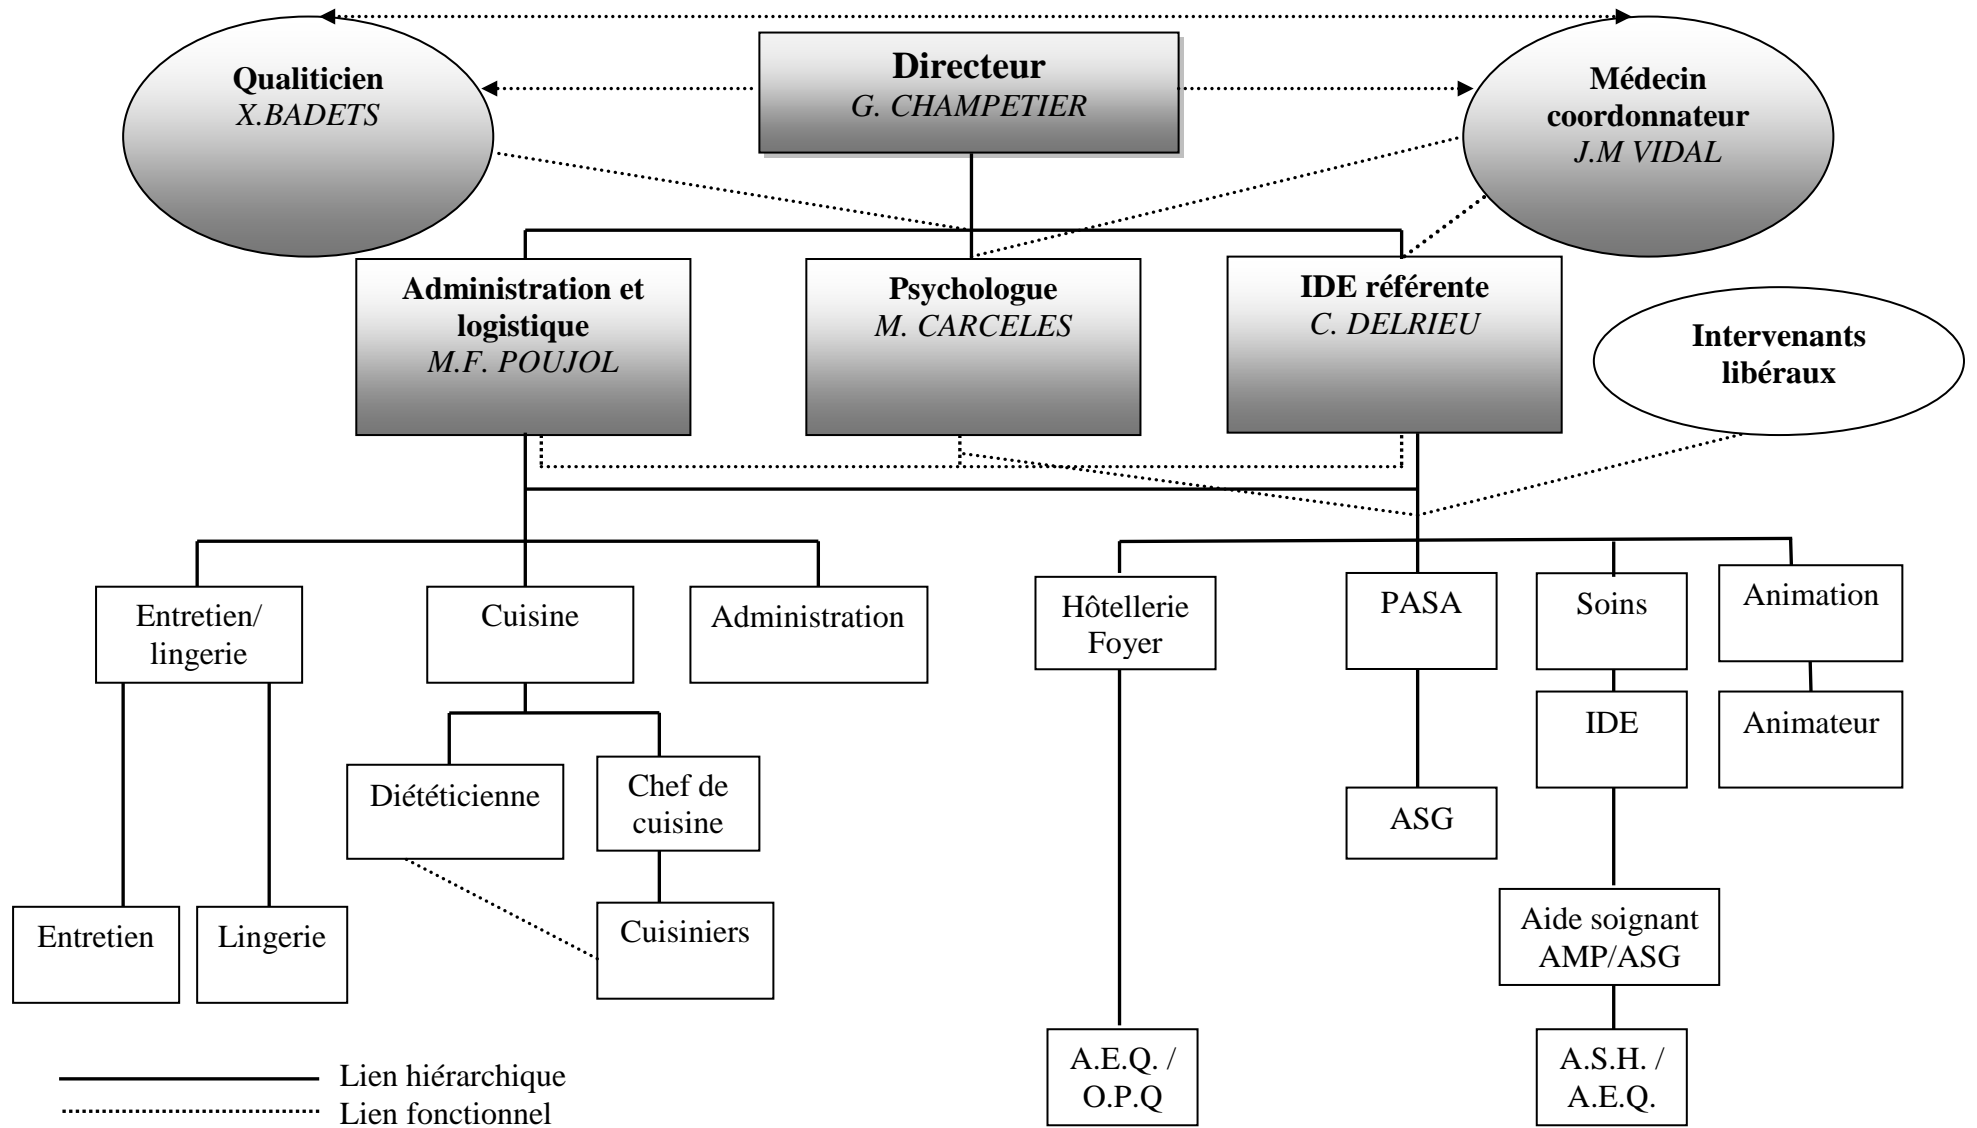 Qualiticien
X.BADETS
Directeur
G. CHAMPETIER
Médecin
coordonnateur
J.M VIDAL
Administration et
logistique
M.F. POUJOL
Psychologue
M. CARCELES
IDE référente
C. DELRIEU
Intervenants
libéraux
Entretien/
lingerie
Cuisine
Administration
Hôtellerie
Foyer
PASA
Soins
Animation
IDE
Animateur
Diététicienne
Chef de
cuisine
ASG
Entretien
Lingerie
Cuisiniers
Aide soignant
AMP/ASG
A.E.Q. /
O.P.Q
A.S.H. /
A.E.Q.
Lien hiérarchique
Lien fonctionnel